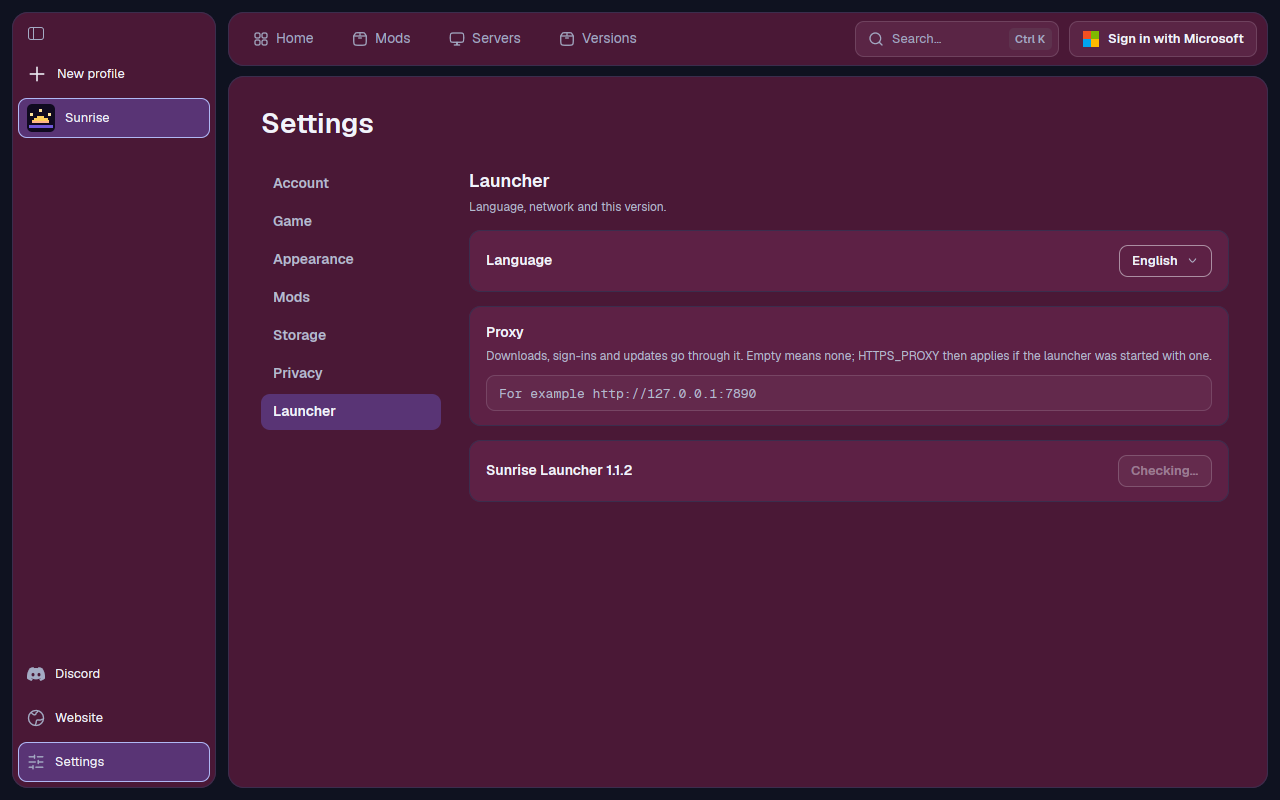 New profile
Sunrise
Discord
Website
Settings
Home
Mods
Servers
Versions
Search...
Ctrl K
Sign in with Microsoft
Settings
Account
Game
Appearance
Mods
Storage
Privacy
Launcher
Launcher
Language, network and this version.
Language
English
Proxy
Downloads, sign-ins and updates go through it. Empty means none; HTTPS_PROXY then applies if the launcher was started with one.
For example http://127.0.0.1:7890
Sunrise Launcher 1.1.2
Checking...